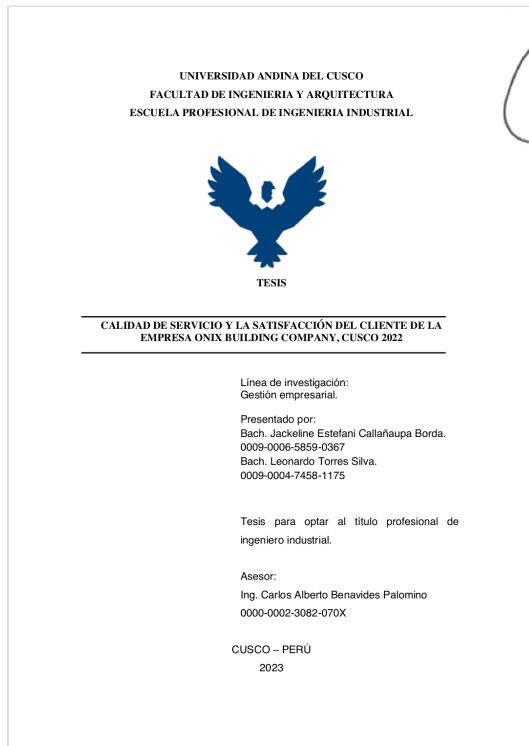 UNIVERSIDAD ANDINA DEL CUSCO
FACULTAD DE INGENIERIA Y ARQUITECTURA
ESCUELA PROFESIONAL DE INGENIERIA INDUSTRIAL
TESIS
CALIDAD DE SERVICIO Y LA SATISFACCIÓN DEL CLIENTE DE LA
EMPRESA ONIX BUILDING COMPANY, CUSCO 2022
Línea de investigación:
Gestión empresarial.
Presentado por:
Bach. Jackeline Estefani Callañaupa Borda.
0009-0006-5859-0367
Bach. Leonardo Torres Silva.
0009-0004-7458-1175
Tesis para optar al título profesional de
ingeniero industrial.
Asesor:
Ing. Carlos Alberto Benavides Palomino
0000-0002-3082-070X
CUSCO – PERÚ
2023